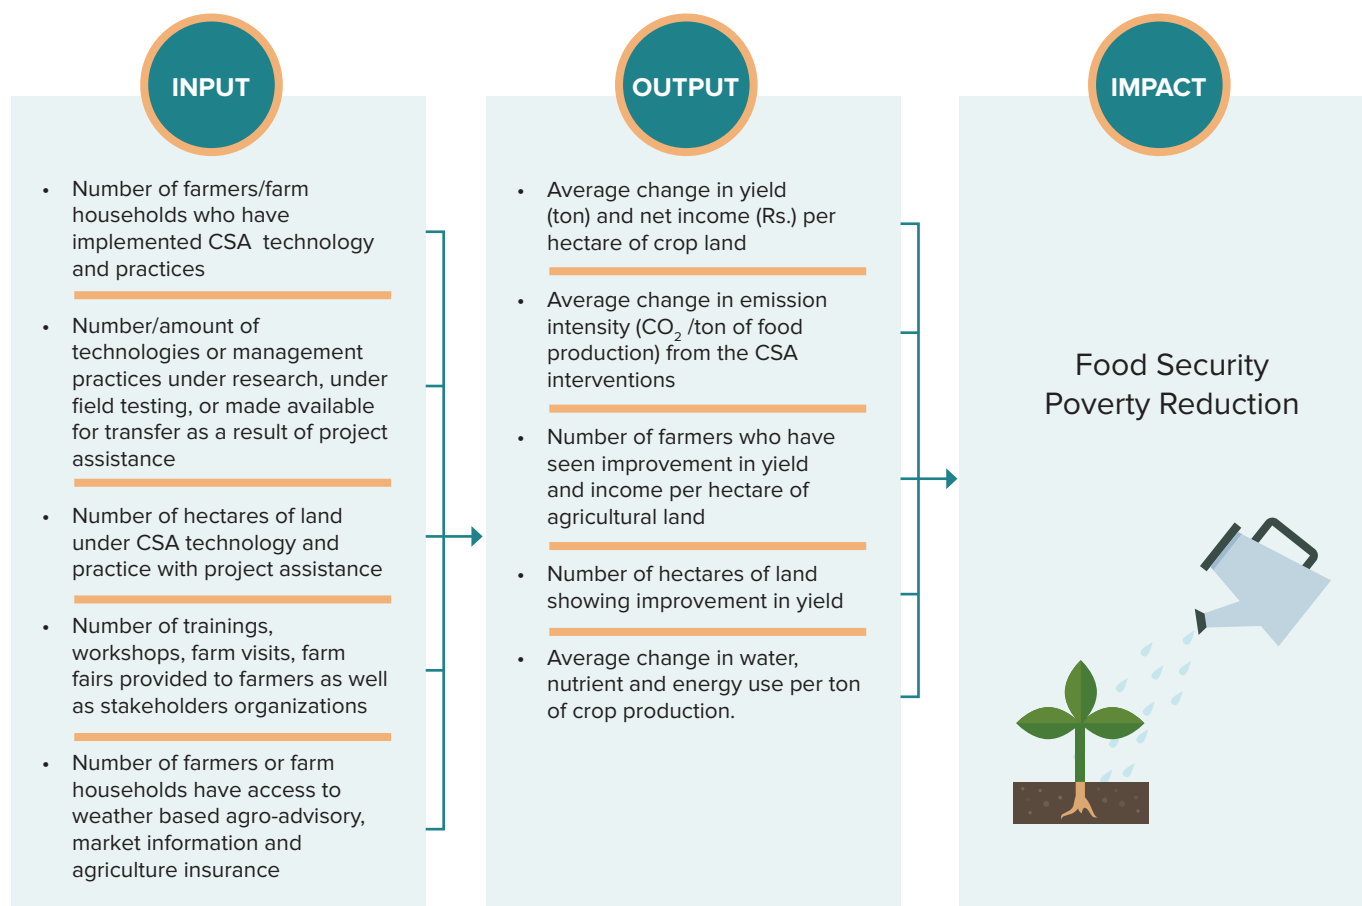 INPUT
• Number of farmers/farm
households who have
implemented CSA technology
and practices
• Number/amount of
technologies or management
practices under research, under
field testing, or made available
for transfer as a result of project
assistance
• Number of hectares of land
under CSA technology and
practice with project assistance
• Number of trainings,
workshops, farm visits, farm
fairs provided to farmers as well
as stakeholders organizations
• Number of farmers or farm
households have access to
weather based agro-advisory,
market information and
agriculture insurance
OUTPUT
• Average change in yield
(ton) and net income (Rs.) per
hectare of crop land
• Average change in emission
intensity (CO₂ /ton of food
production) from the CSA
interventions
• Number of farmers who have
seen improvement in yield
and income per hectare of
agricultural land
• Number of hectares of land
showing improvement in yield
• Average change in water,
nutrient and energy use per ton
of crop production.
IMPACT
Food Security
Poverty Reduction